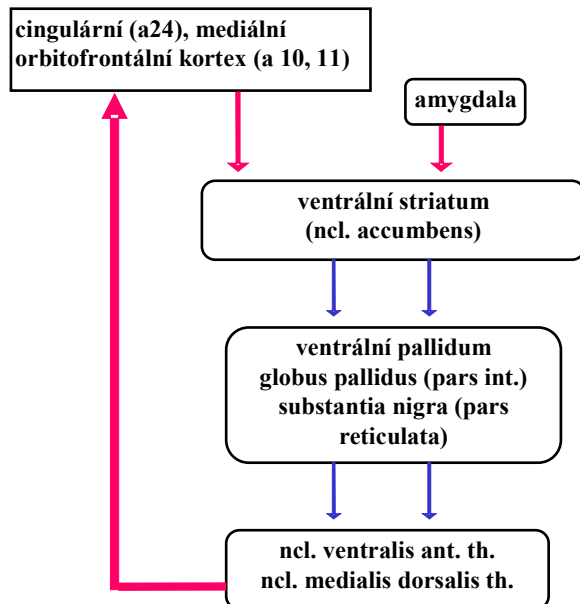 cingulární (a24), mediální
orbitofrontální kortex (a 10, 11)
amygdala
ventrální striatum
(ncl. accumbens)
ventrální pallidum
globus pallidus (pars int.)
substantia nigra (pars
reticulata)
ncl. ventralis ant. th.
ncl. medialis dorsalis th.